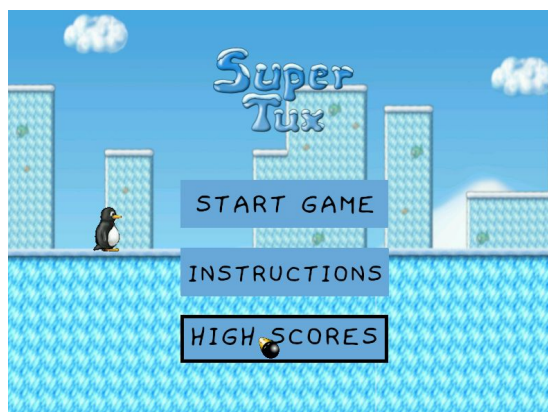 Super
Tux
START GAME
INSTRUCTIONS
HIGH SCORES